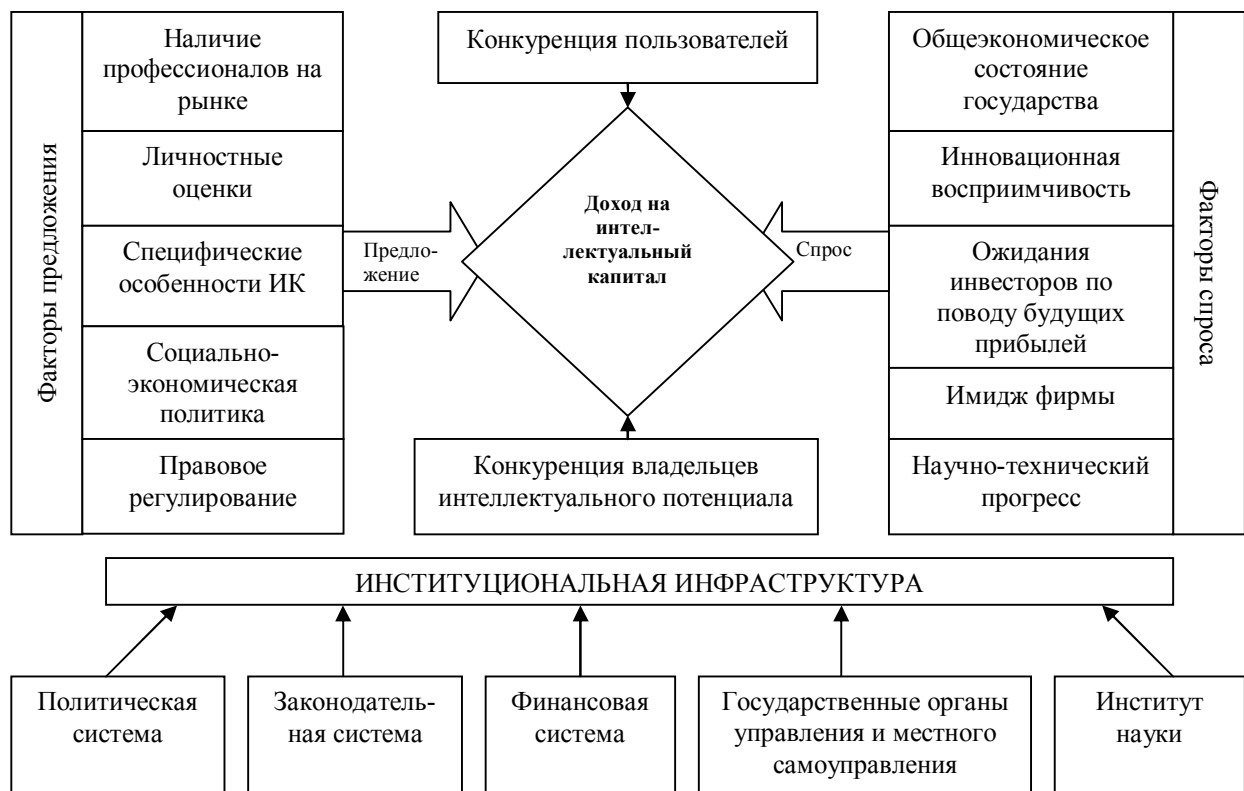 Факторы предложения
Наличие
профессионалов на
рынке
Личностные
оценки
Специфические
особенности ИК
Социально-
экономическая
политика
Правовое
регулирование
Предло-
жение
Конкуренция пользователей
Доход на
интел-
лектуальный
капитал
Конкуренция владельцев
интеллектуального потенциала
Спрос
Общеэкономическое
состояние
государства
Инновационная
восприимчивость
Ожидания
инвесторов по
поводу будущих
прибылей
Имидж фирмы
Научно-технический
прогресс
Факторы спроса
ИНСТИТУЦИОНАЛЬНАЯ ИНФРАСТРУКТУРА
Политическая
система
Законодатель-
ная система
Финансовая
система
Государственные органы
управления и местного
самоуправления
Институт
науки